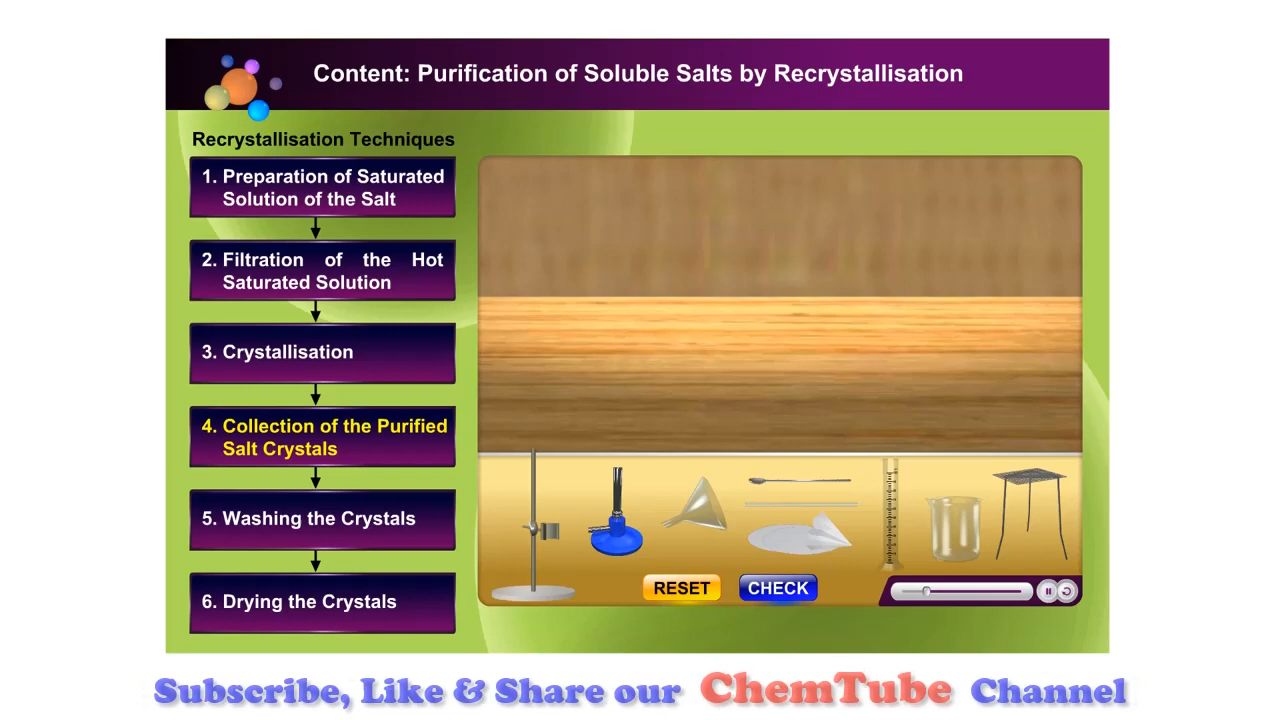 Content: Purification of Soluble Salts by Recrystallisation
Recrystallisation Techniques
1. Preparation of Saturated
Solution of the Salt
2. Filtration of the Hot
Saturated Solution
3. Crystallisation
4. Collection of the Purified
Salt Crystals
5. Washing the Crystals
6. Drying the Crystals
RESET
CHECK
Subscribe, Like & Share our ChemTube Channel